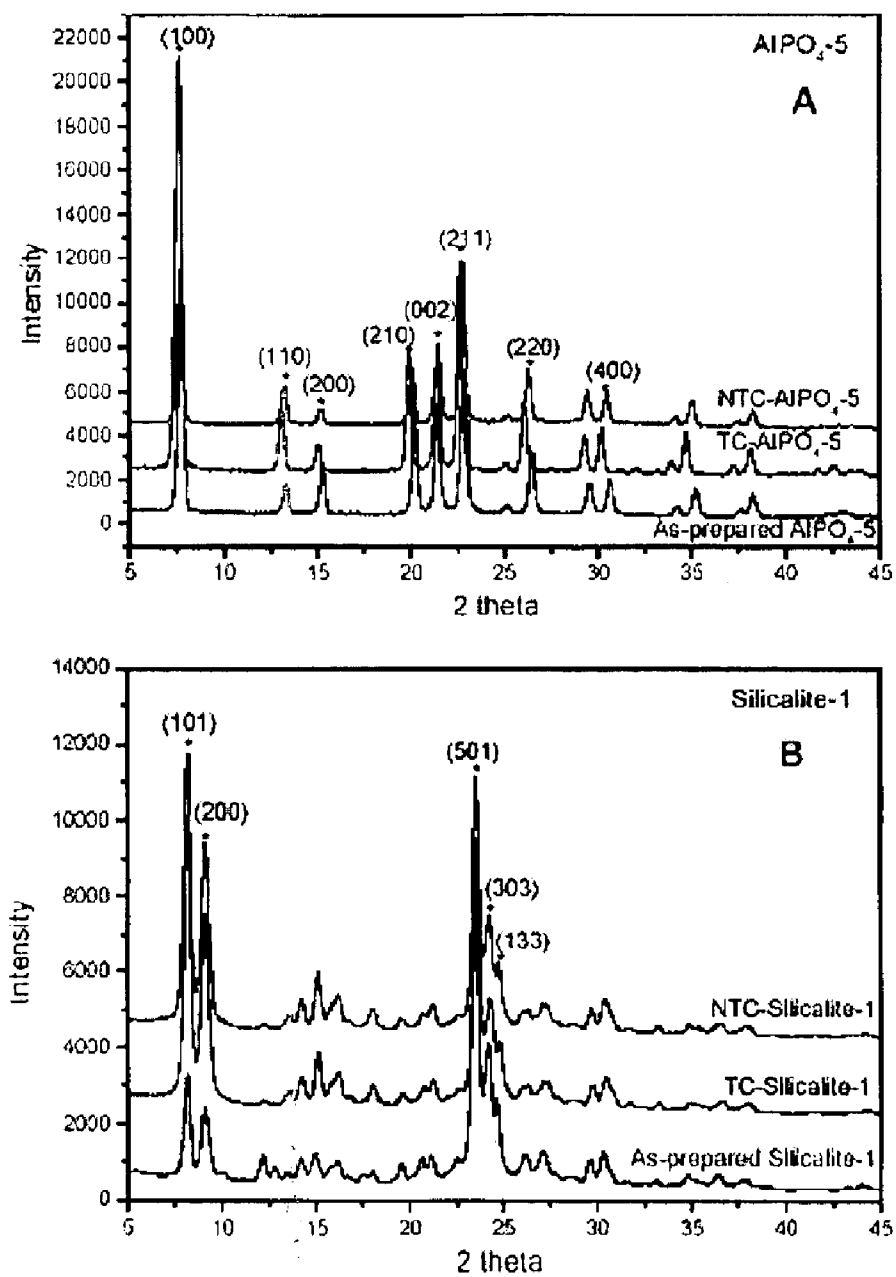 22000
20000
18000
16000
14000
12000
10000
8000
6000
4000
2000
0
Intensity
(100)
AlPO4-5
A
(211)
(002)
(210)
(110)
(200)
(220)
(400)
NTC-AlPO4-5
TC-AlPO4-5
As-prepared AlPO4-5
5 10 15 20 25 30 35 40 45
2 theta
14000
12000
10000
8000
6000
4000
2000
0
Intensity
Silicalite-1
B
(101)
(200)
(501)
(303)
(133)
NTC-Silicalite-1
TC-Silicalite-1
As-prepared Silicalite-1
5 10 15 20 25 30 35 40 45
2 theta